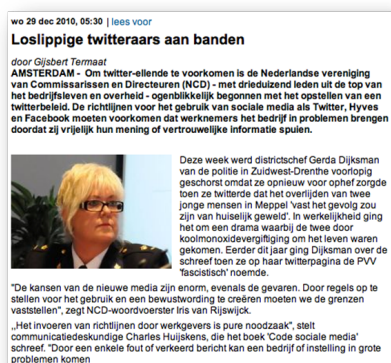 wo 29 dec 2010, 05:30 | lees voor
Loslippige twitteraars aan banden
door Gijsbert Termaat
AMSTERDAM - Om twitter-ellende te voorkomen is de Nederlandse vereniging
van Commissarissen en Directeuren (NCD) - met drieduizend leden uit de top van
het bedrijfsleven en overheid - ogenblikkelijk begonnen met het opstellen van een
twitterbeleid. De richtlijnen voor het gebruik van sociale media als Twitter, Hyves
en Facebook moeten voorkomen dat werknemers het bedrijf in problemen brengen
doordat zij vrijelijk hun mening of vertrouwelijke informatie spuien.
Deze week werd districtschef Gerda Dijksman
van de politie in Zuidwest-Drenthe voorlopig
geschorst omdat ze opnieuw voor ophef zorgde
toen ze twitterde dat het overlijden van twee
jonge mensen in Meppel 'vast het gevolg zou
zijn van huiselijk geweld'. In werkelijkheid ging
het om een drama waarbij de twee door
koolmonoxidevergiftiging om het leven waren
gekomen. Eerder dit jaar ging Dijksman over de
schreef toen ze op haar twitterpagina de PVV
'fascistisch' noemde.
"De kansen van de nieuwe media zijn enorm, evenals de gevaren. Door regels op te
stellen voor het gebruik en een bewustwording te creëren moeten we de grenzen
vaststellen", zegt NCD-woordvoerster Iris van Rijswijck.
„Het invoeren van richtlijnen door werkgevers is pure noodzaak", stelt
communicatiedeskundige Charles Huijskens, die het boek 'Code sociale media'
schreef. "Door een enkele fout of verkeerd bericht kan een bedrijf of instelling in grote
problemen komen